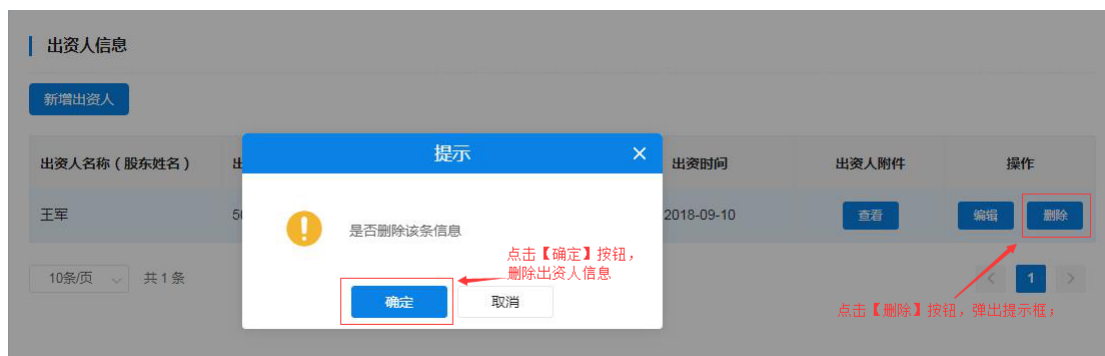 出资人信息
新增出资人
提示
出资人名称（股东姓名）
出资时间
出资人附件
操作
王军
2018-09-10
查看
编辑
删除
是否删除该条信息
点击【确定】按钮，
删除出资人信息
10条/页
共 1 条
确定
取消
1
点击【删除】按钮，弹出提示框；